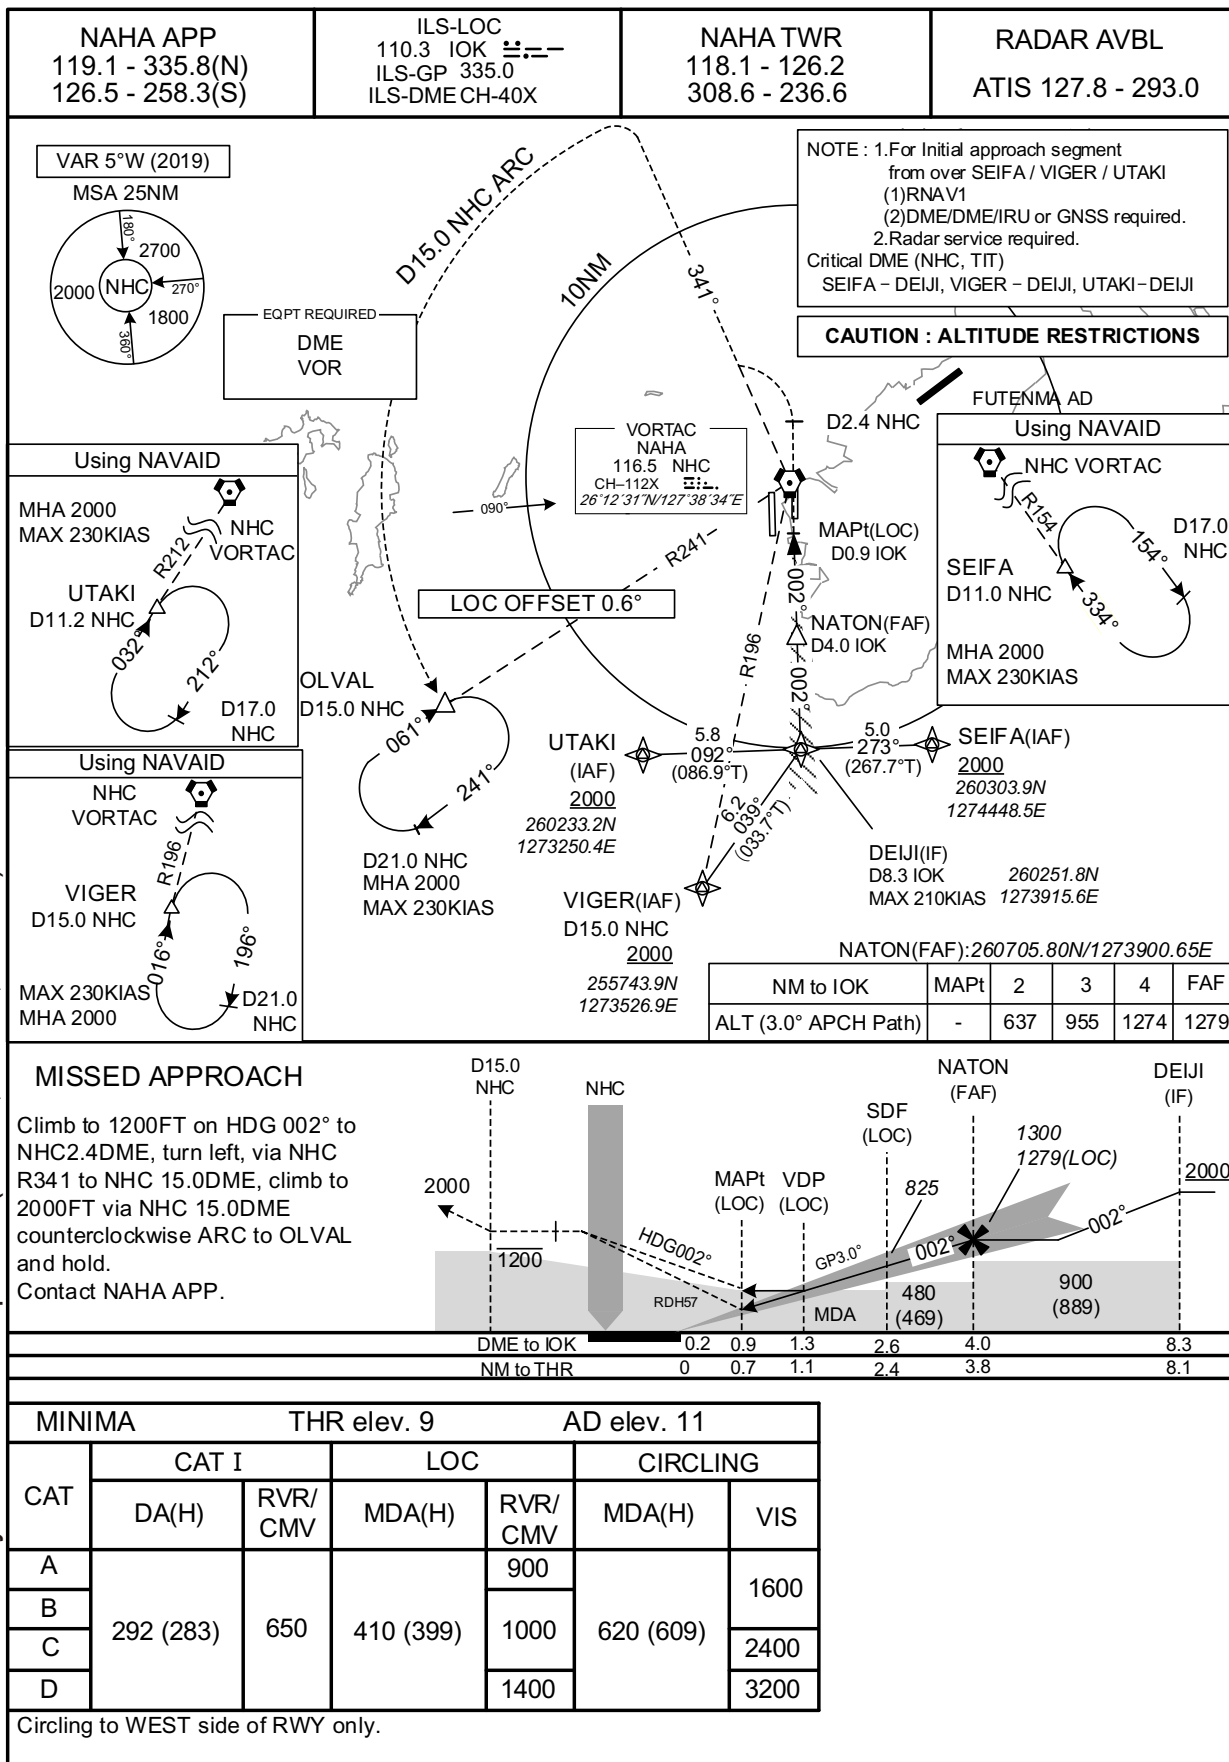 NAHA APP
119.1 - 335.8(N)
126.5 - 258.3(S)
ILS-LOC
110.3 IOK
ILS-GP 335.0
ILS-DME CH-40X
NAHA TWR
118.1 - 126.2
308.6 - 236.6
RADAR AVBL
ATIS 127.8 - 293.0
VAR 5°W (2019)
MSA 25NM
180°
2700
2000
NHC
270°
1800
360°
EQPT REQUIRED
DME
VOR
D15.0 NHC ARC
10NM
341°
NOTE : 1.For Initial approach segment
from over SEIFA / VIGER / UTAKI
(1)RNAV1
(2)DME/DME/IRU or GNSS required.
2.Radar service required.
Critical DME (NHC, TIT)
SEIFA – DEIJI, VIGER – DEIJI, UTAKI–DEIJI
CAUTION : ALTITUDE RESTRICTIONS
FUTENMA AD
D2.4 NHC
VORTAC
NAHA
116.5 NHC
CH–112X
26°12′31″N/127°38′34″E
090°
R241
LOC OFFSET 0.6°
MAPt(LOC)
D0.9 IOK
002°
NATON(FAF)
D4.0 IOK
002°
R196
Using NAVAID
MHA 2000
MAX 230KIAS
NHC
VORTAC
R212
UTAKI
D11.2 NHC
032°
212°
D17.0
NHC
Using NAVAID
NHC VORTAC
R154
154°
D17.0
NHC
SEIFA
D11.0 NHC
334°
MHA 2000
MAX 230KIAS
Using NAVAID
NHC
VORTAC
R196
VIGER
D15.0 NHC
016°
196°
MAX 230KIAS
MHA 2000
D21.0
NHC
OLVAL
D15.0 NHC
061°
241°
D21.0 NHC
MHA 2000
MAX 230KIAS
UTAKI
(IAF)
2000
260233.2N
1273250.4E
5.8
092°
(086.9°T)
5.0
273°
(267.7°T)
SEIFA(IAF)
2000
260303.9N
1274448.5E
6.2
039°
(033.7°T)
VIGER(IAF)
D15.0 NHC
2000
255743.9N
1273526.9E
DEIJI(IF)
D8.3 IOK
MAX 210KIAS
260251.8N
1273915.6E
NATON(FAF):260705.80N/1273900.65E
NM to IOK MAPt 2 3 4 FAF
ALT (3.0° APCH Path) - 637 955 1274 1279
MISSED APPROACH
Climb to 1200FT on HDG 002° to
NHC2.4DME, turn left, via NHC
R341 to NHC 15.0DME, climb to
2000FT via NHC 15.0DME
counterclockwise ARC to OLVAL
and hold.
Contact NAHA APP.
D15.0
NHC
NHC
2000
1200
HDG002°
RDH57
MAPt
(LOC)
VDP
(LOC)
SDF
(LOC)
NATON
(FAF)
DEIJI
(IF)
825
1300
1279(LOC)
2000
GP3.0°
002°
002°
MDA
480
(469)
900
(889)
DME to IOK 0.2 0.9 1.3 2.6 4.0 8.3
NM to THR 0 0.7 1.1 2.4 3.8 8.1
MINIMA THR elev. 9 AD elev. 11
CAT CAT I LOC CIRCLING
DA(H) RVR/CMV MDA(H) RVR/CMV MDA(H) VIS
A 900
B 1600
292 (283) 650 410 (399) 1000 620 (609)
C 2400
D 1400 3200
Circling to WEST side of RWY only.